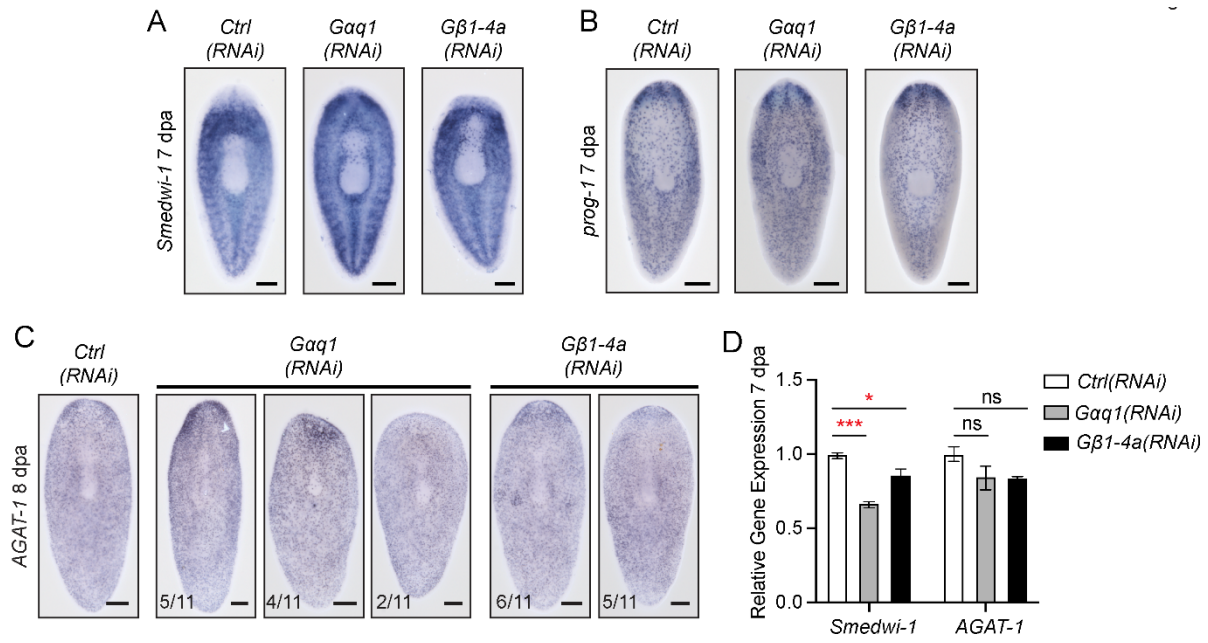 A
Ctrl
(RNAi)
Gαq1
(RNAi)
Gβ1-4a
(RNAi)
Smedwi-1 7 dpa
B
Ctrl
(RNAi)
Gαq1
(RNAi)
Gβ1-4a
(RNAi)
prog-1 7 dpa
C
Ctrl
(RNAi)
Gαq1
(RNAi)
Gβ1-4a
(RNAi)
AGAT-1 8 dpa
5/11
4/11
2/11
6/11
5/11
D
Relative Gene Expression 7 dpa
1.5
1.0
0.5
0.0
*
***
ns
ns
Smedwi-1
AGAT-1
Ctrl(RNAi)
Gαq1(RNAi)
Gβ1-4a(RNAi)